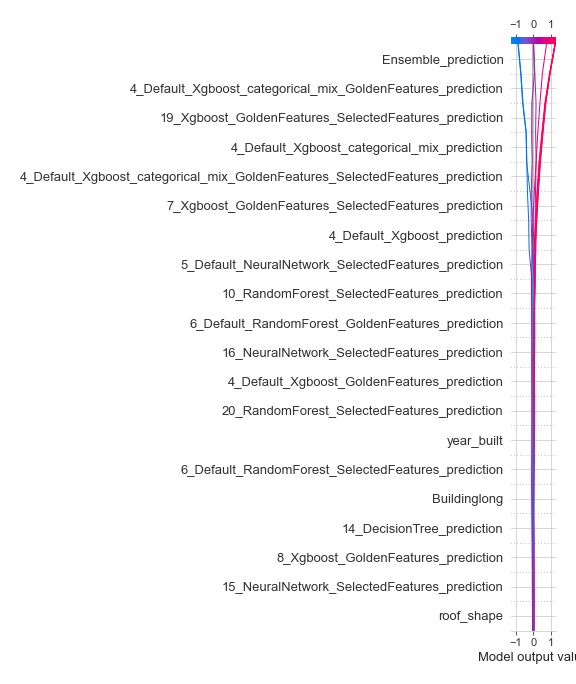 −1 0 1
Ensemble_prediction
4_Default_Xgboost_categorical_mix_GoldenFeatures_prediction
19_Xgboost_GoldenFeatures_SelectedFeatures_prediction
4_Default_Xgboost_categorical_mix_prediction
4_Default_Xgboost_categorical_mix_GoldenFeatures_SelectedFeatures_prediction
7_Xgboost_GoldenFeatures_SelectedFeatures_prediction
4_Default_Xgboost_prediction
5_Default_NeuralNetwork_SelectedFeatures_prediction
10_RandomForest_SelectedFeatures_prediction
6_Default_RandomForest_GoldenFeatures_prediction
16_NeuralNetwork_SelectedFeatures_prediction
4_Default_Xgboost_GoldenFeatures_prediction
20_RandomForest_SelectedFeatures_prediction
year_built
6_Default_RandomForest_SelectedFeatures_prediction
Buildinglong
14_DecisionTree_prediction
8_Xgboost_GoldenFeatures_prediction
15_NeuralNetwork_SelectedFeatures_prediction
roof_shape
−1 0 1
Model output valu